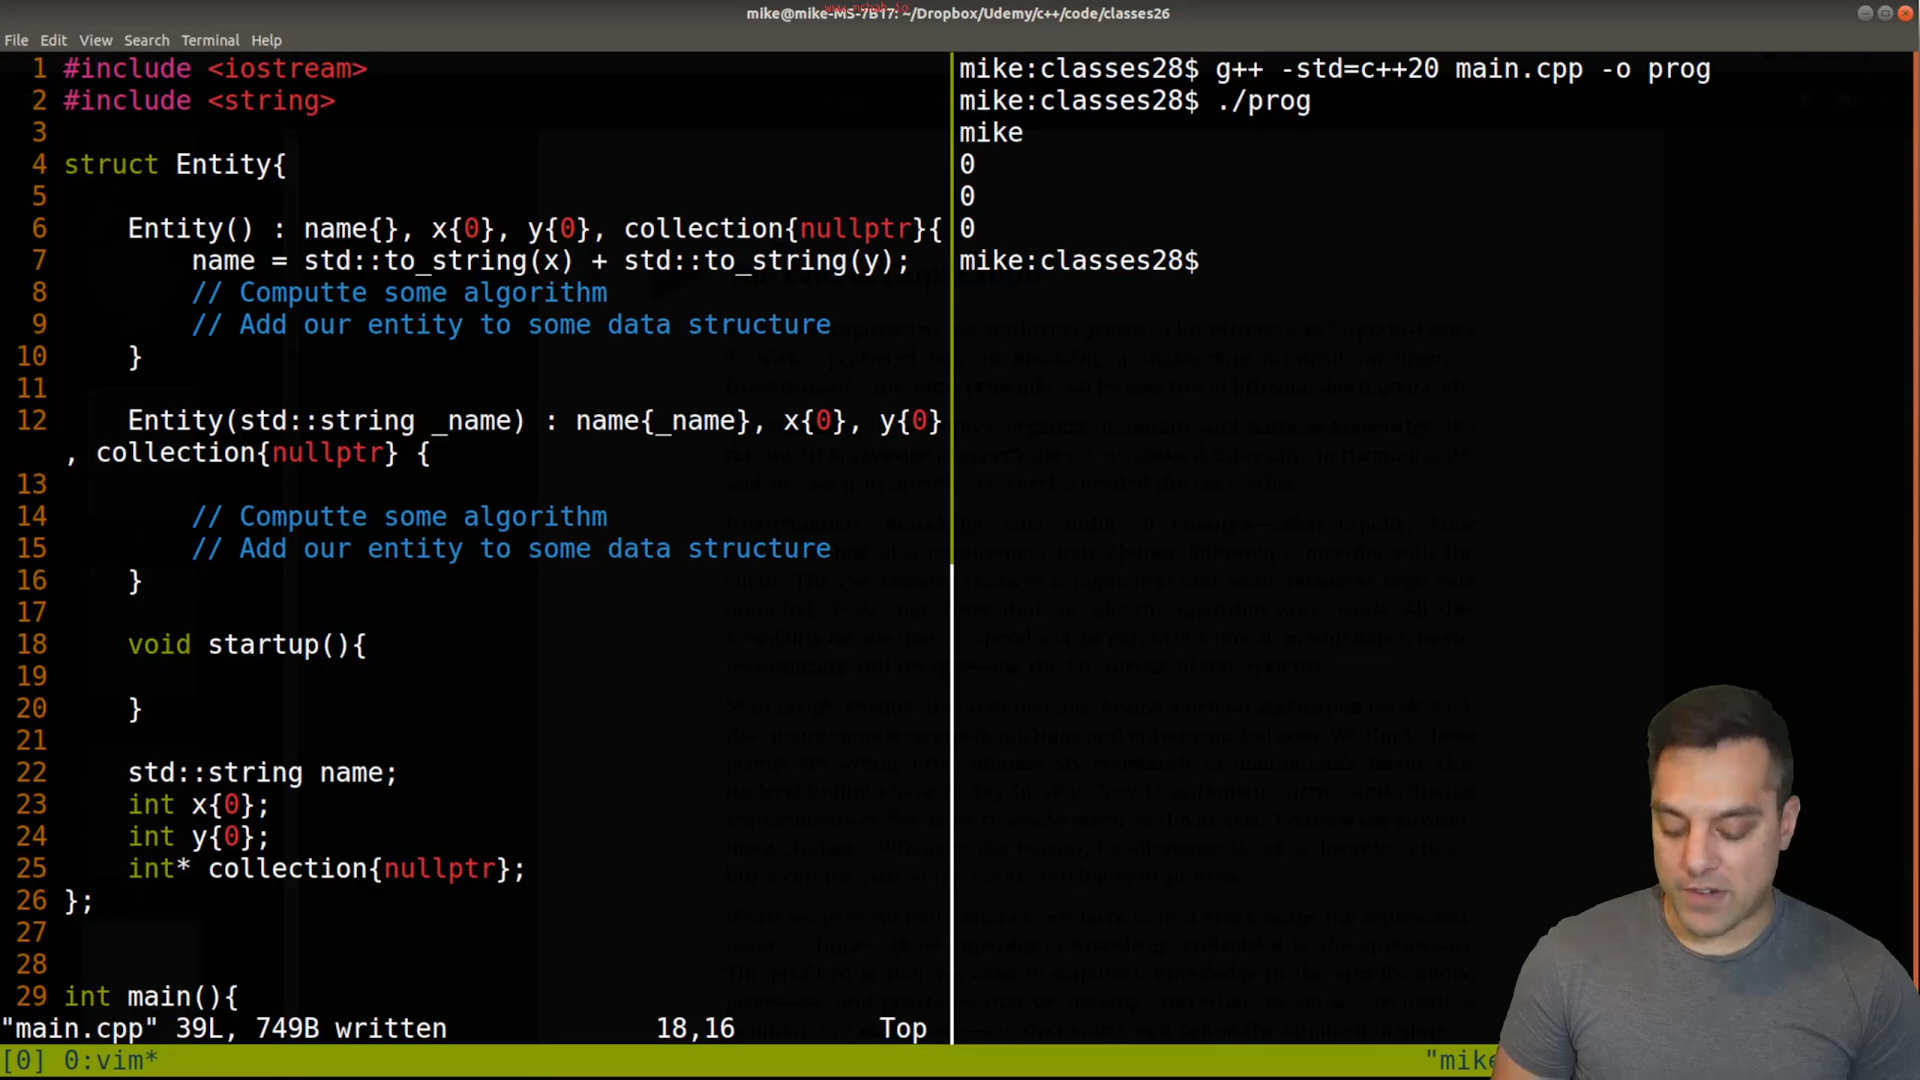 www.mshah.io
mike@mike-MS-7B17: ~/Dropbox/Udemy/c++/code/classes26
File Edit View Search Terminal Help
1 #include <iostream>
2 #include <string>
3
4 struct Entity{
5
6 Entity() : name{}, x{0}, y{0}, collection{nullptr}{
7 name = std::to_string(x) + std::to_string(y);
8 // Computte some algorithm
9 // Add our entity to some data structure
10 }
11
12 Entity(std::string _name) : name{_name}, x{0}, y{0}
, collection{nullptr} {
13
14 // Computte some algorithm
15 // Add our entity to some data structure
16 }
17
18 void startup(){
19
20 }
21
22 std::string name;
23 int x{0};
24 int y{0};
25 int* collection{nullptr};
26 };
27
28
29 int main(){
"main.cpp" 39L, 749B written 18,16 Top
[0] 0:vim*
mike:classes28$ g++ -std=c++20 main.cpp -o prog
mike:classes28$ ./prog
mike
0
0
0
mike:classes28$